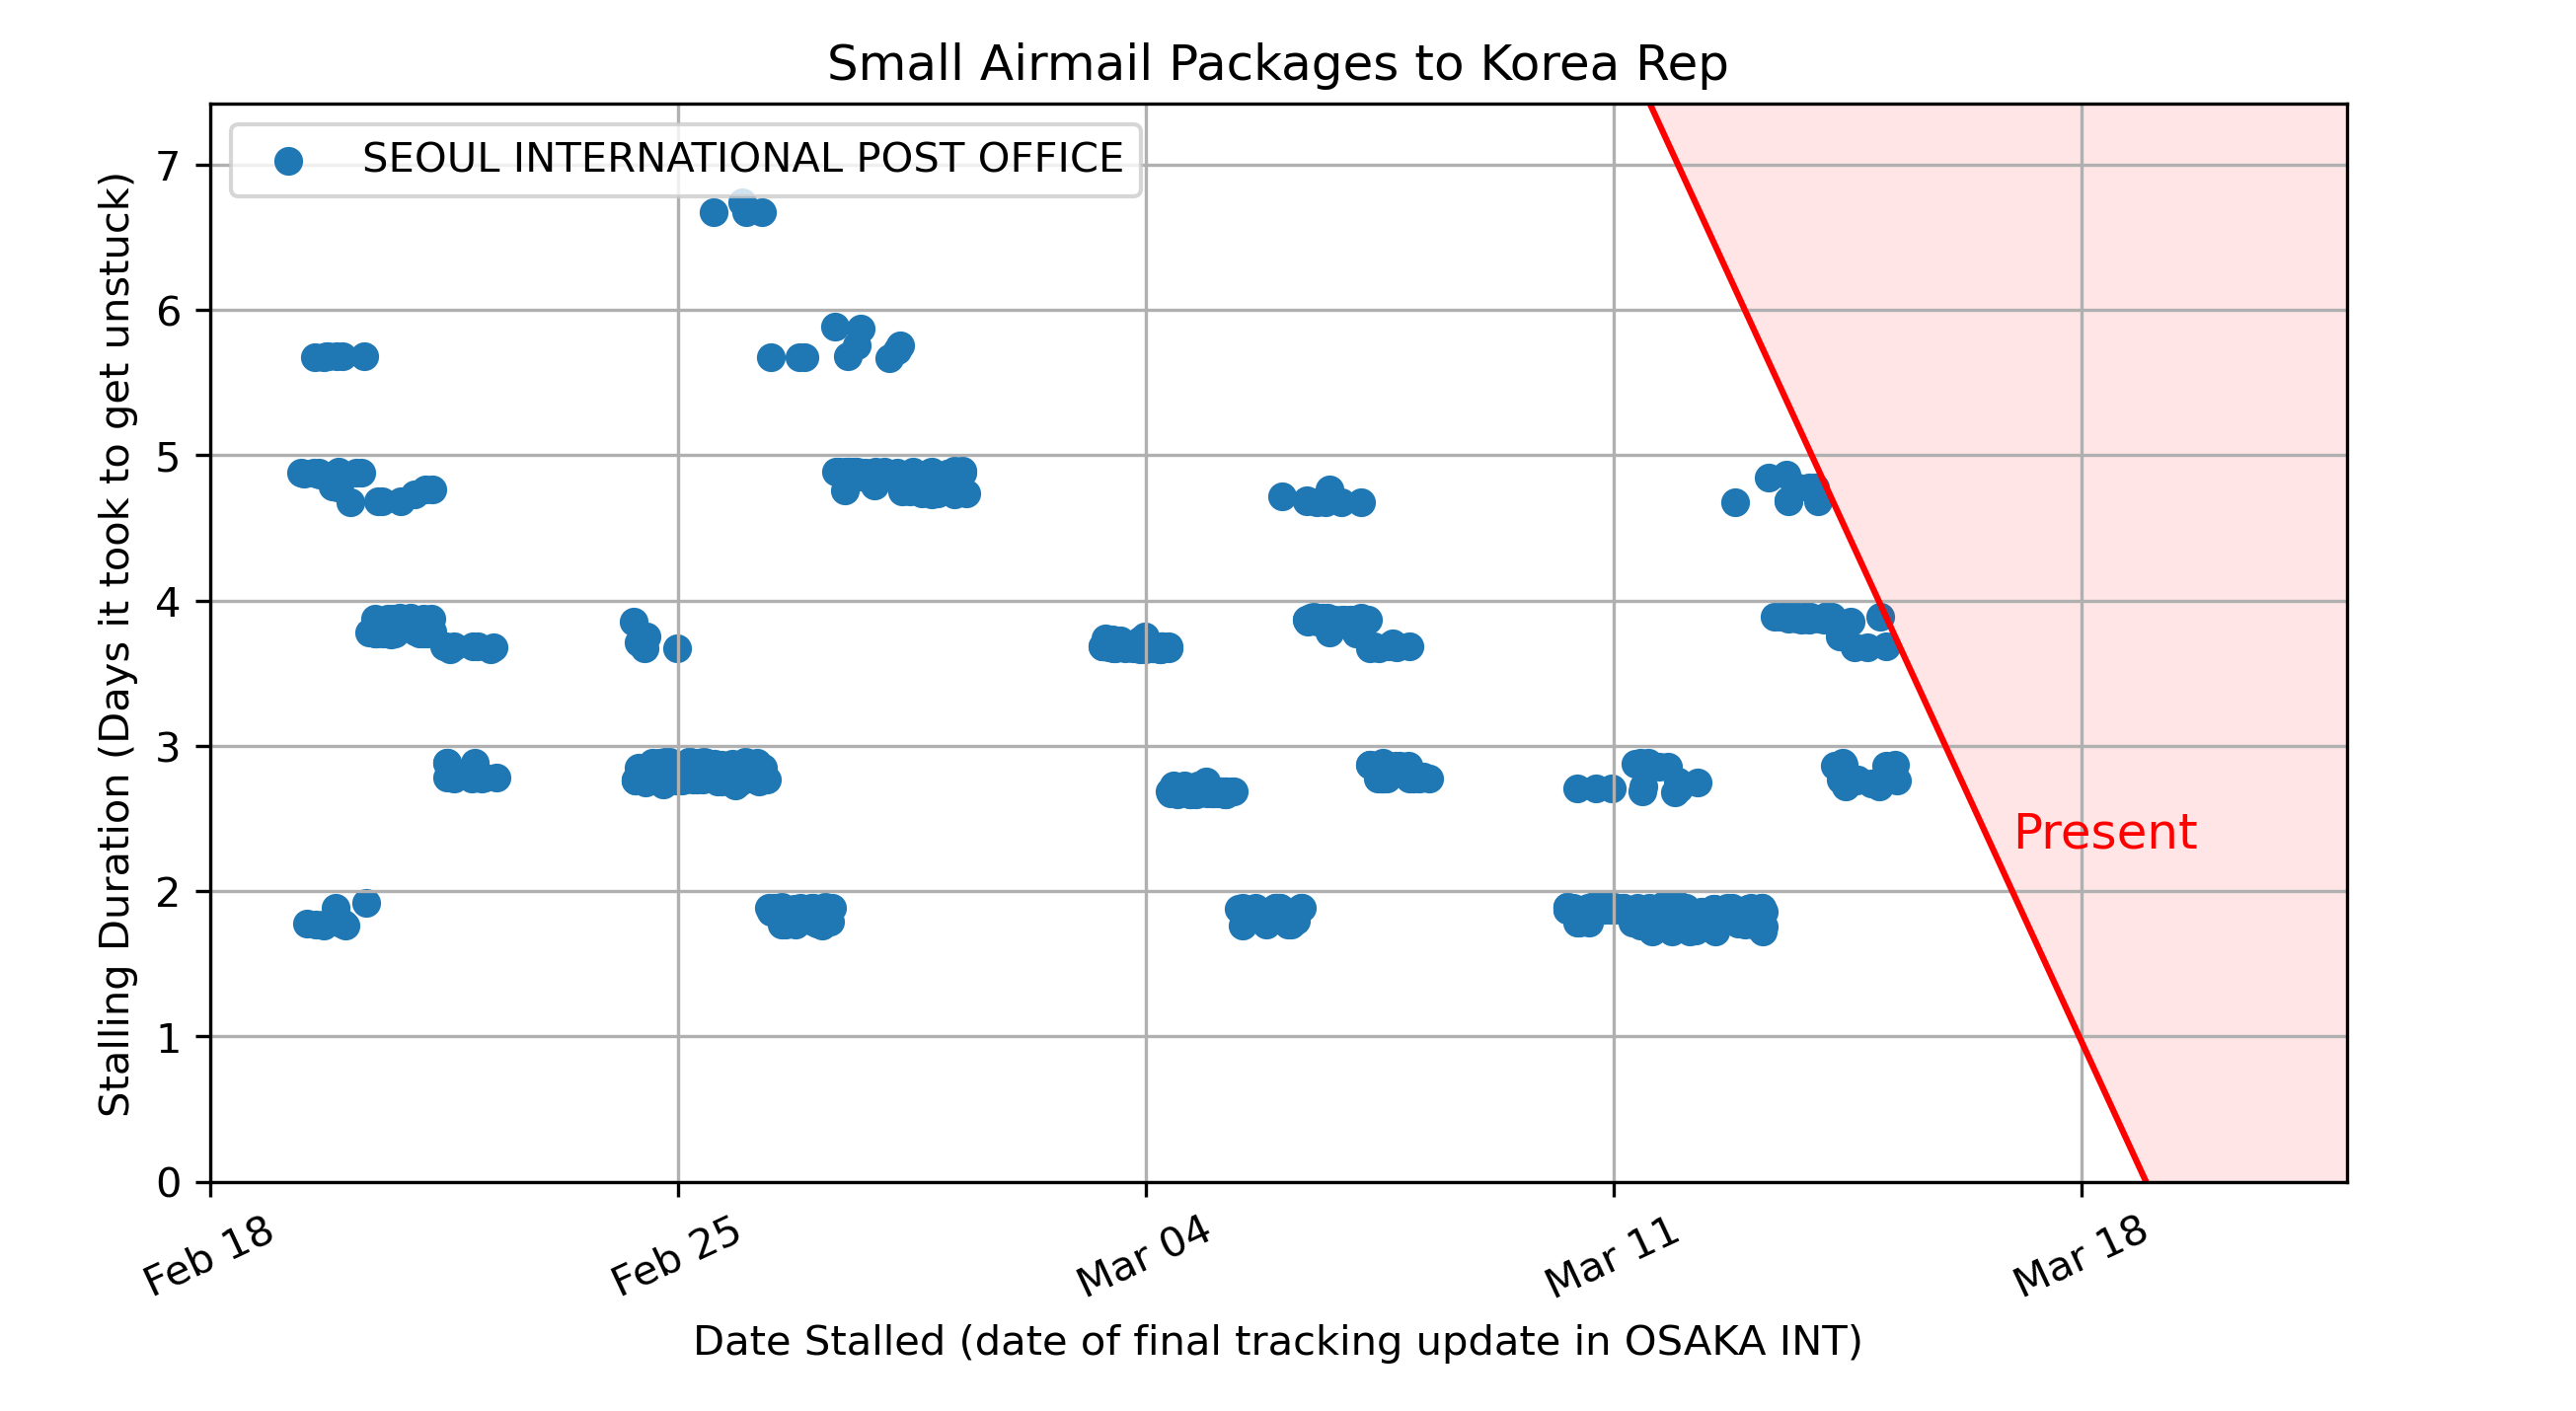 Small Airmail Packages to Korea Rep
SEOUL INTERNATIONAL POST OFFICE
Stalling Duration (Days it took to get unstuck)
7
6
5
4
3
2
1
0
Present
Feb 18
Feb 25
Mar 04
Mar 11
Mar 18
Date Stalled (date of final tracking update in OSAKA INT)